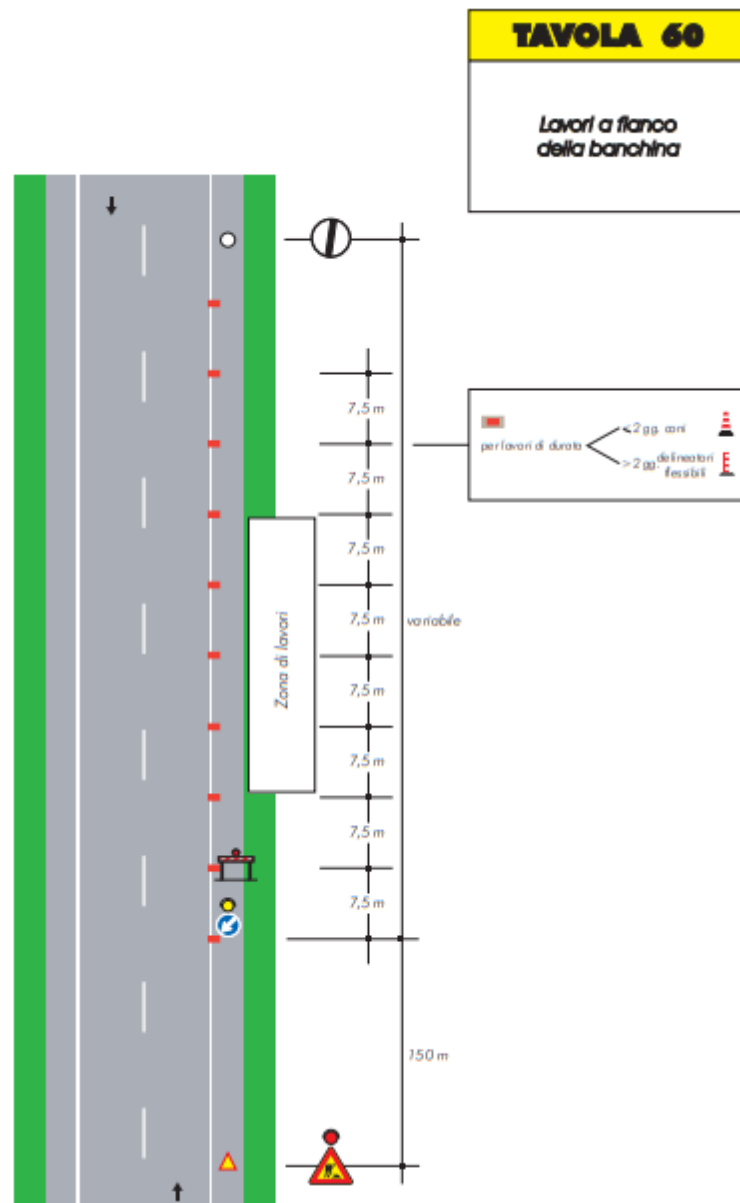 TAVOLA 60
Lavori a fianco
della banchina
7,5 m
7,5 m
7,5 m
7,5 m
7,5 m
7,5 m
7,5 m
7,5 m
variabile
150 m
Zona di lavori
per lavori di durata
≤2 gg. coni
>2 gg. delineatori
flessibili